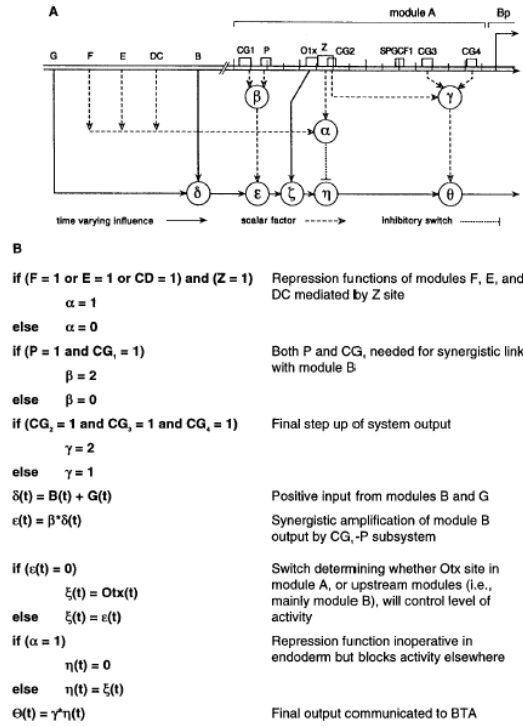 A
module A
Bp
G F E DC B CG1 P Otx Z CG2 SPGCF1 CG3 CG4
β γ
α
δ ε ζ η θ
time varying influence scalar factor inhibitory switch
B
if (F = 1 or E = 1 or CD = 1) and (Z = 1) Repression functions of modules F, E, and
α = 1 DC mediated by Z site
else α = 0
if (P = 1 and CG₁ = 1) Both P and CG, needed for synergistic link
β = 2 with module B
else β = 0
if (CG₂ = 1 and CG₃ = 1 and CG₄ = 1) Final step up of system output
γ = 2
else γ = 1
δ(t) = B(t) + G(t) Positive input from modules B and G
ε(t) = β*δ(t) Synergistic amplification of module B
output by CG₁-P subsystem
if (ε(t) = 0) Switch determining whether Otx site in
ξ(t) = Otx(t) module A, or upstream modules (i.e.,
mainly module B), will control level of
else ξ(t) = ε(t) activity
if (α = 1) Repression function inoperative in
η(t) = 0 endoderm but blocks activity elsewhere
else η(t) = ξ(t)
Θ(t) = γ*η(t) Final output communicated to BTA